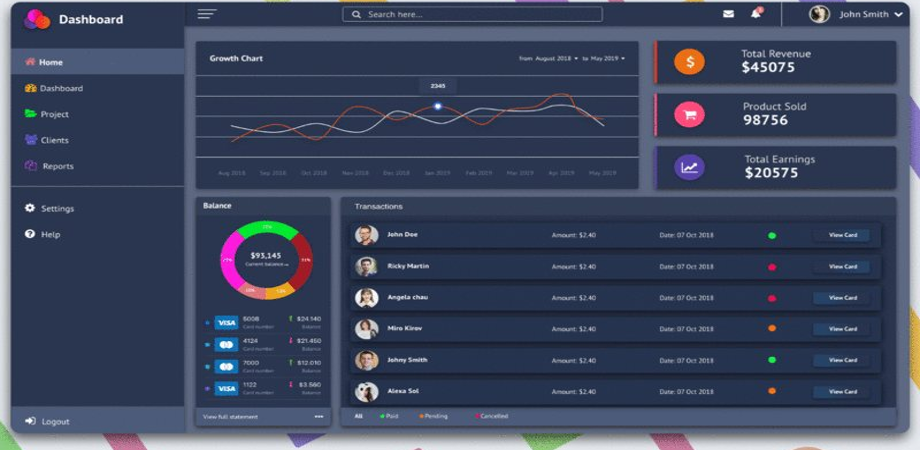 Dashboard
Search here...
John Smith
Home
Dashboard
Project
Clients
Reports
Settings
Help
Logout
Growth Chart
from August 2018 to May 2019
2345
Aug 2018 Sep 2018 Oct 2018 Nov 2018 Dec 2018 Jan 2019 Feb 2019 Mar 2019 Apr 2019 May 2019
Total Revenue
$45075
Product Sold
98756
Total Earnings
$20575
Balance
$93,145
Current balance
VISA 5008 $24.140
Card number Balance
4124 $21.450
Card number Balance
7000 $12.010
Card number Balance
VISA 1122 $3.560
Card number Balance
View full statement
Transactions
John Doe Amount: $2.40 Date: 07 Oct 2018 View Card
Ricky Martin Amount: $2.40 Date: 07 Oct 2018 View Card
Angela chau Amount: $2.40 Date: 07 Oct 2018 View Card
Miro Kirov Amount: $2.40 Date: 07 Oct 2018 View Card
Johny Smith Amount: $2.40 Date: 07 Oct 2018 View Card
Alexa Sol Amount: $2.40 Date: 07 Oct 2018 View Card
All Paid Pending Cancelled